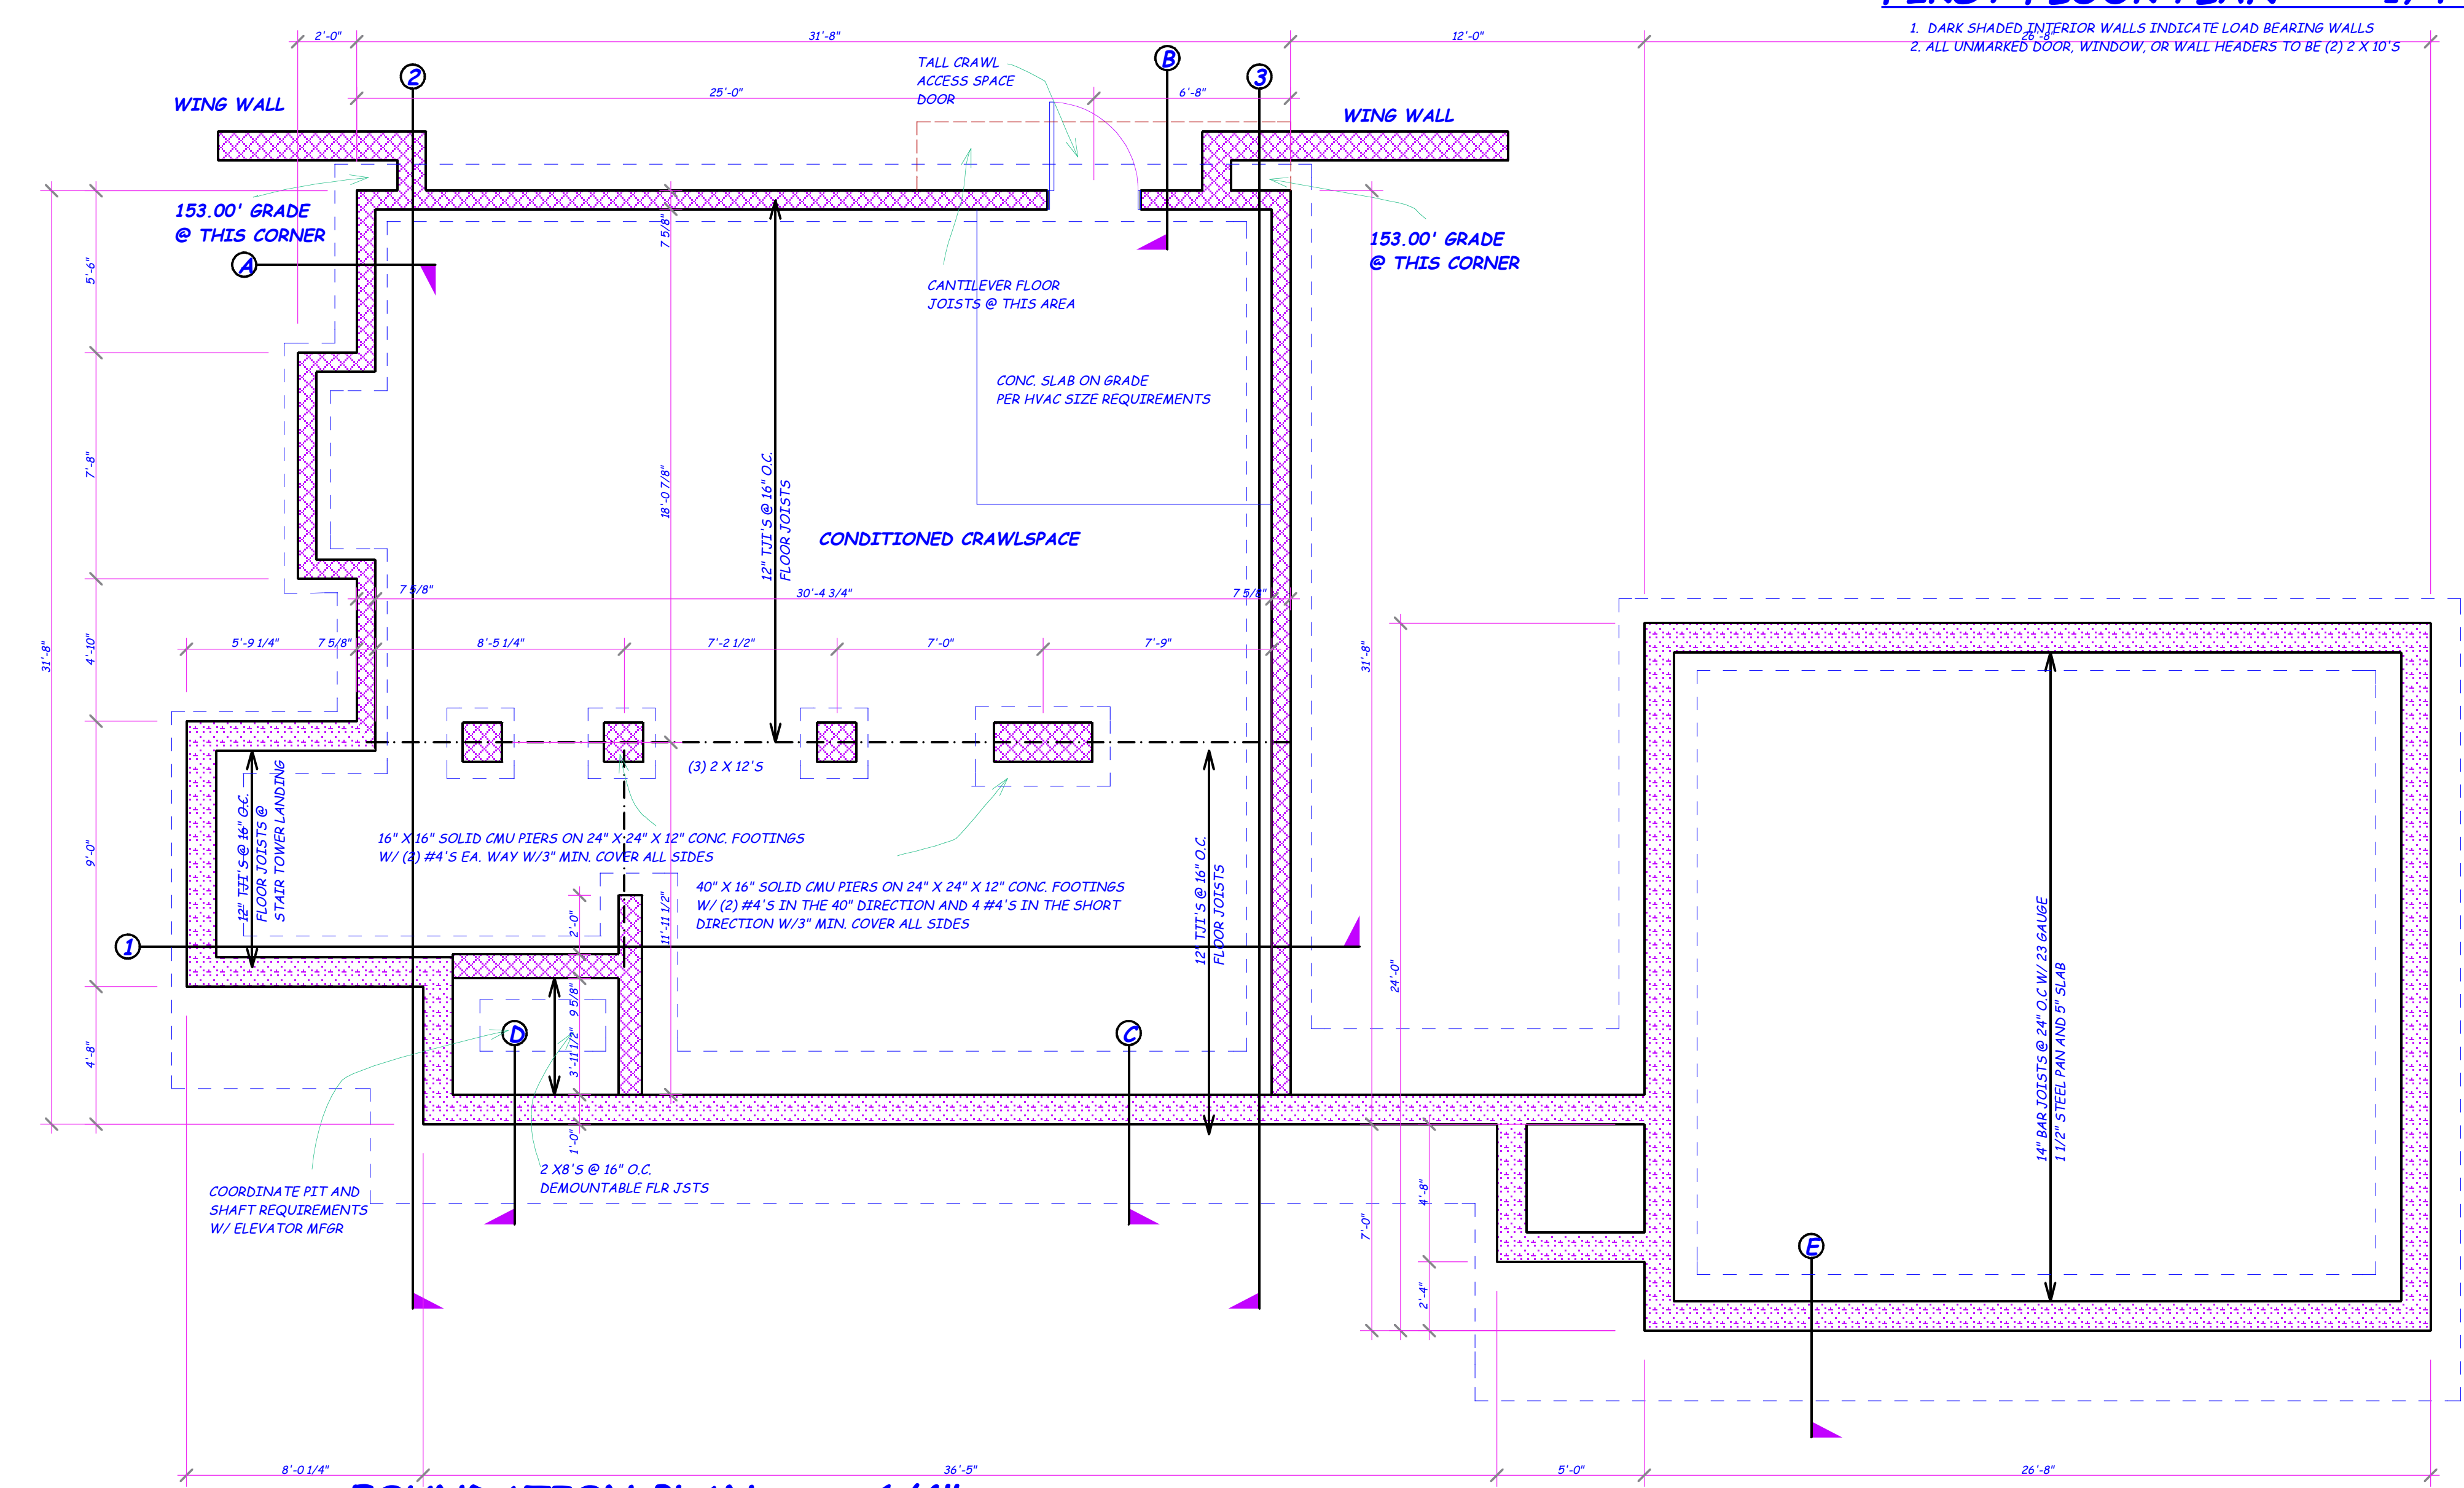 1. DARK SHADED INTERIOR WALLS INDICATE LOAD BEARING WALLS
2. ALL UNMARKED DOOR, WINDOW, OR WALL HEADERS TO BE (2) 2 X 10'S
2'-0"
31'-8"
12'-0"
26'-8"
TALL CRAWL
ACCESS SPACE
DOOR
B
2
3
25'-0"
6'-8"
WING WALL
WING WALL
153.00' GRADE
@ THIS CORNER
153.00' GRADE
@ THIS CORNER
A
7 5/8"
5'-6"
CANTILEVER FLOOR
JOISTS @ THIS AREA
CONC. SLAB ON GRADE
PER HVAC SIZE REQUIREMENTS
7'-8"
18'-0 7/8"
12" TJI'S @ 16" O.C.
FLOOR JOISTS
CONDITIONED CRAWLSPACE
7 5/8"
30'-4 3/4"
7 5/8"
31'-8"
4'-10"
5'-9 1/4"
7 5/8"
8'-5 1/4"
7'-2 1/2"
7'-0"
7'-9"
31'-8"
(3) 2 X 12'S
12" TJI'S @ 16" O.C.
FLOOR JOISTS @
STAIR TOWER LANDING
9'-0"
16" X 16" SOLID CMU PIERS ON 24" X 24" X 12" CONC. FOOTINGS
W/ (2) #4'S EA. WAY W/3" MIN. COVER ALL SIDES
40" X 16" SOLID CMU PIERS ON 24" X 24" X 12" CONC. FOOTINGS
W/ (2) #4'S IN THE 40" DIRECTION AND 4 #4'S IN THE SHORT
DIRECTION W/3" MIN. COVER ALL SIDES
12" TJI'S @ 16" O.C.
FLOOR JOISTS
2'-0"
11'-11 1/2"
1
24'-0"
14" BAR JOISTS @ 24" O.C W/ 23 GAUGE
1 1/2" STEEL PAN AND 5" SLAB
9 5/8"
D
C
4'-8"
3'-11 1/2"
1'-0"
2 X8'S @ 16" O.C.
DEMOUNTABLE FLR JSTS
COORDINATE PIT AND
SHAFT REQUIREMENTS
W/ ELEVATOR MFGR
4'-8"
7'-0"
E
2'-4"
8'-0 1/4"
36'-5"
5'-0"
26'-8"